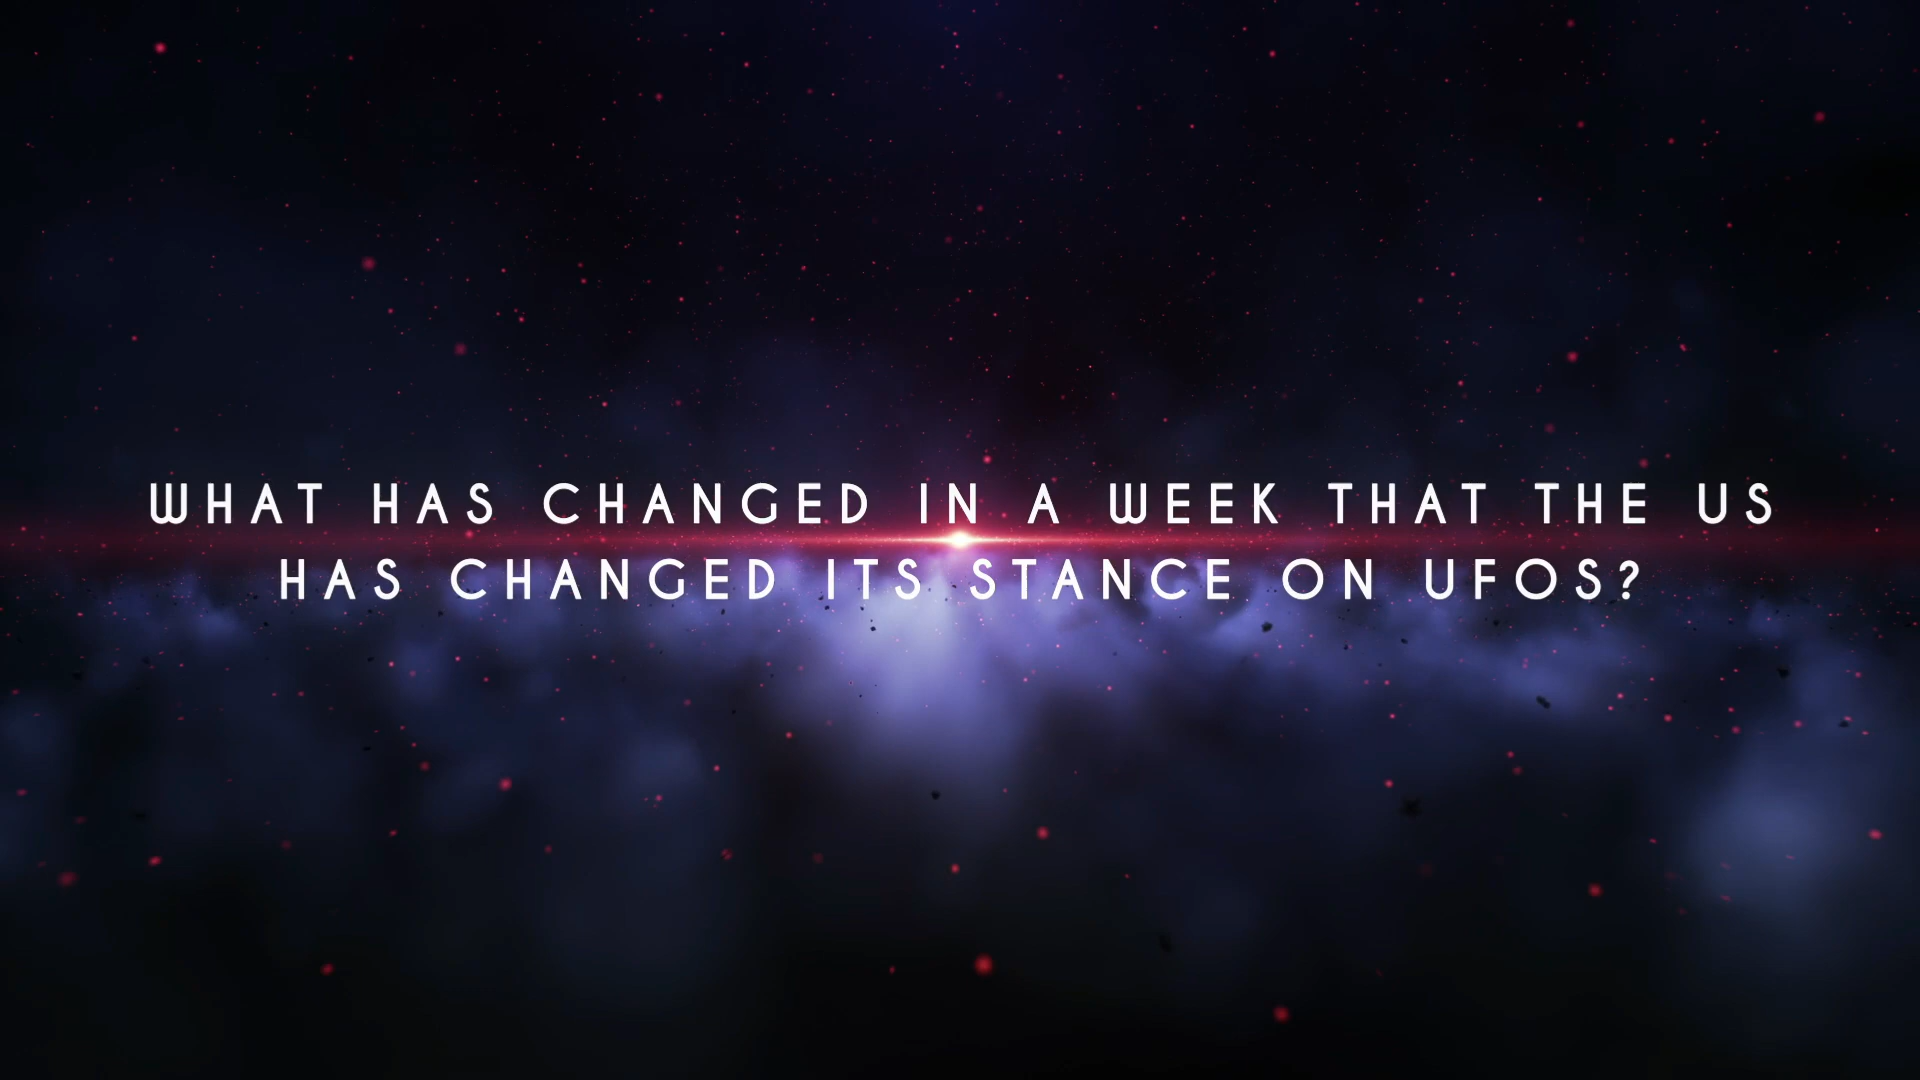 WHAT HAS CHANGED IN A WEEK THAT THE US
HAS CHANGED ITS STANCE ON UFOS?